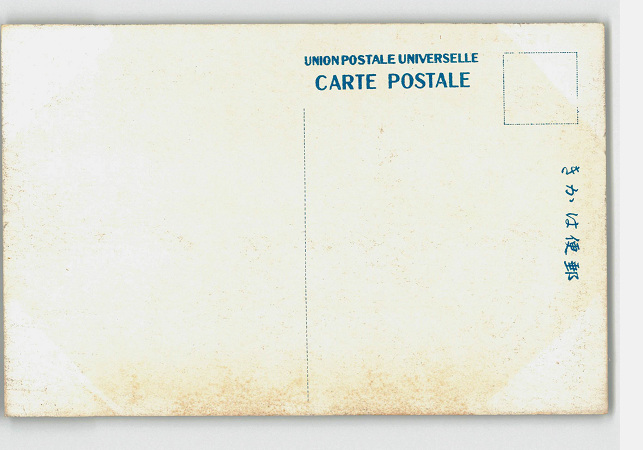 UNION POSTALE UNIVERSELLE
CARTE POSTALE
きかは便郵